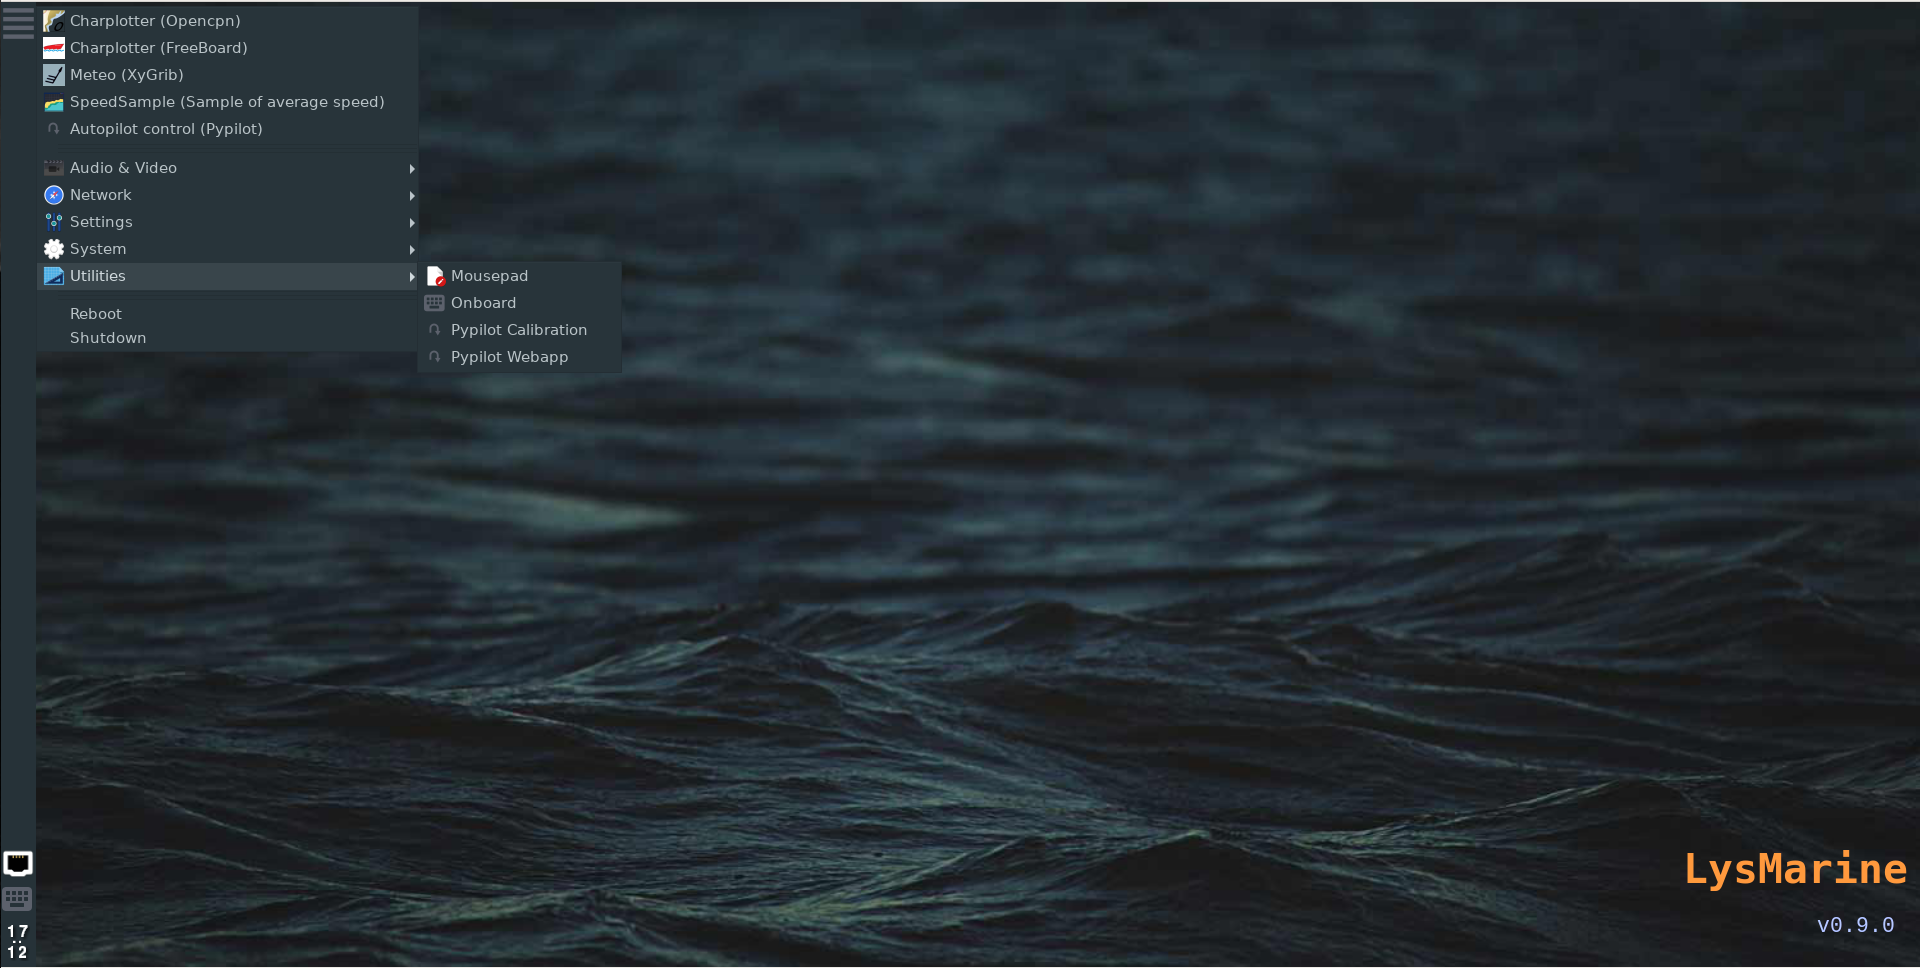 Charplotter (Opencpn)
Charplotter (FreeBoard)
Meteo (XyGrib)
SpeedSample (Sample of average speed)
Autopilot control (Pypilot)
Audio & Video
Network
Settings
System
Utilities
Mousepad
Onboard
Pypilot Calibration
Pypilot Webapp
Reboot
Shutdown
LysMarine
v0.9.0
17
..
12